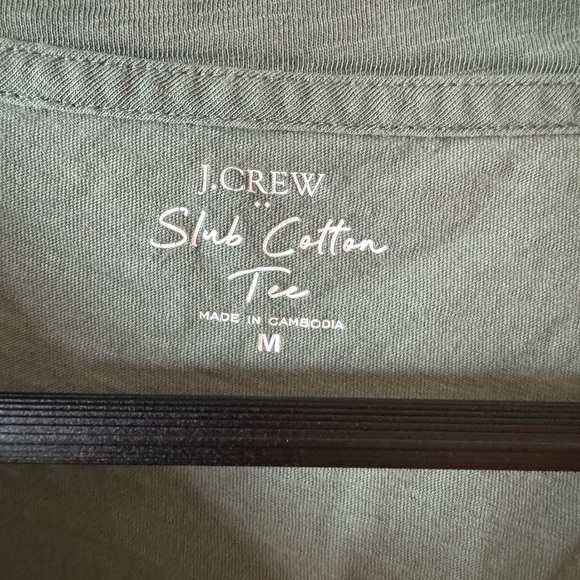 J.CREW
Slub Cotton
Tee
MADE IN CAMBODIA
M